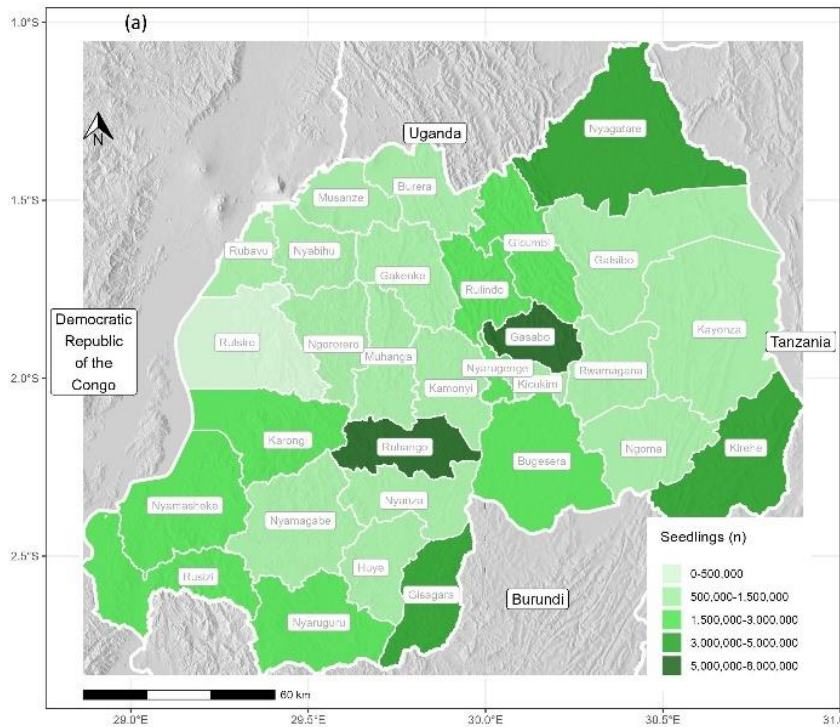 (a)
1.0°S
1.5°S
2.0°S
2.5°S
N
Uganda
Nyagatare
Burera
Musanze
Gicumbi
Rubavu
Nyabihu
Gatsibo
Gakenke
Rulindo
Democratic
Republic
of the
Congo
Rutsiro
Ngororero
Muhanga
Gasabo
Kayonza
Tanzania
Nyarugenge
Rwamagana
Kicukiro
Kamonyi
Karongi
Ruhango
Bugesera
Ngoma
Kirehe
Nyamasheke
Nyamagabe
Nyanza
Rusizi
Huye
Gisagara
Nyaruguru
Burundi
Seedlings (n)
0-500.000
500,000-1.500,000
1.500,000-3.000.000
3,000.000-5.000.000
5,000,000-8.000,000
60 km
29.0°E
29.5°E
30.0°E
30.5°E